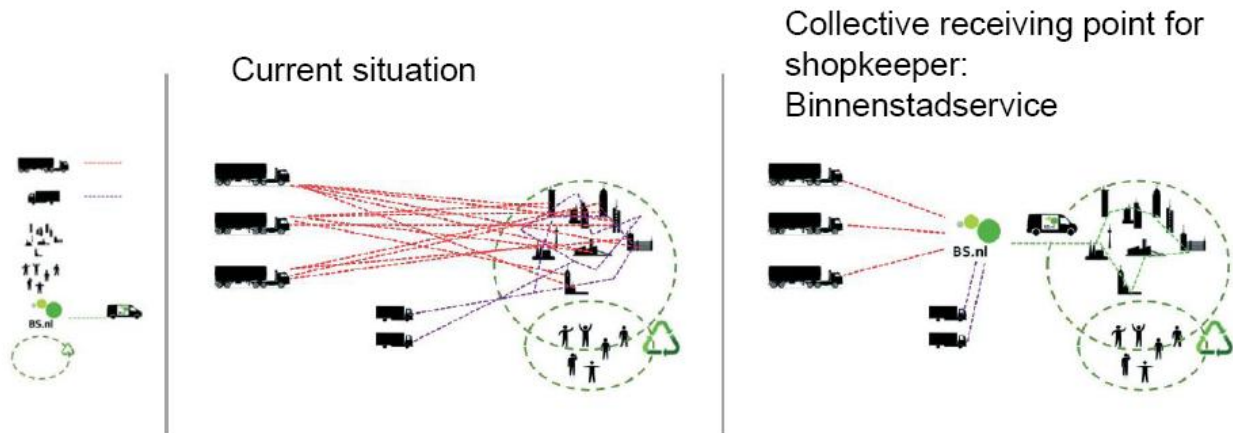 Current situation
Collective receiving point for
shopkeeper:
Binnenstadservice
BS.nl
BS.nl